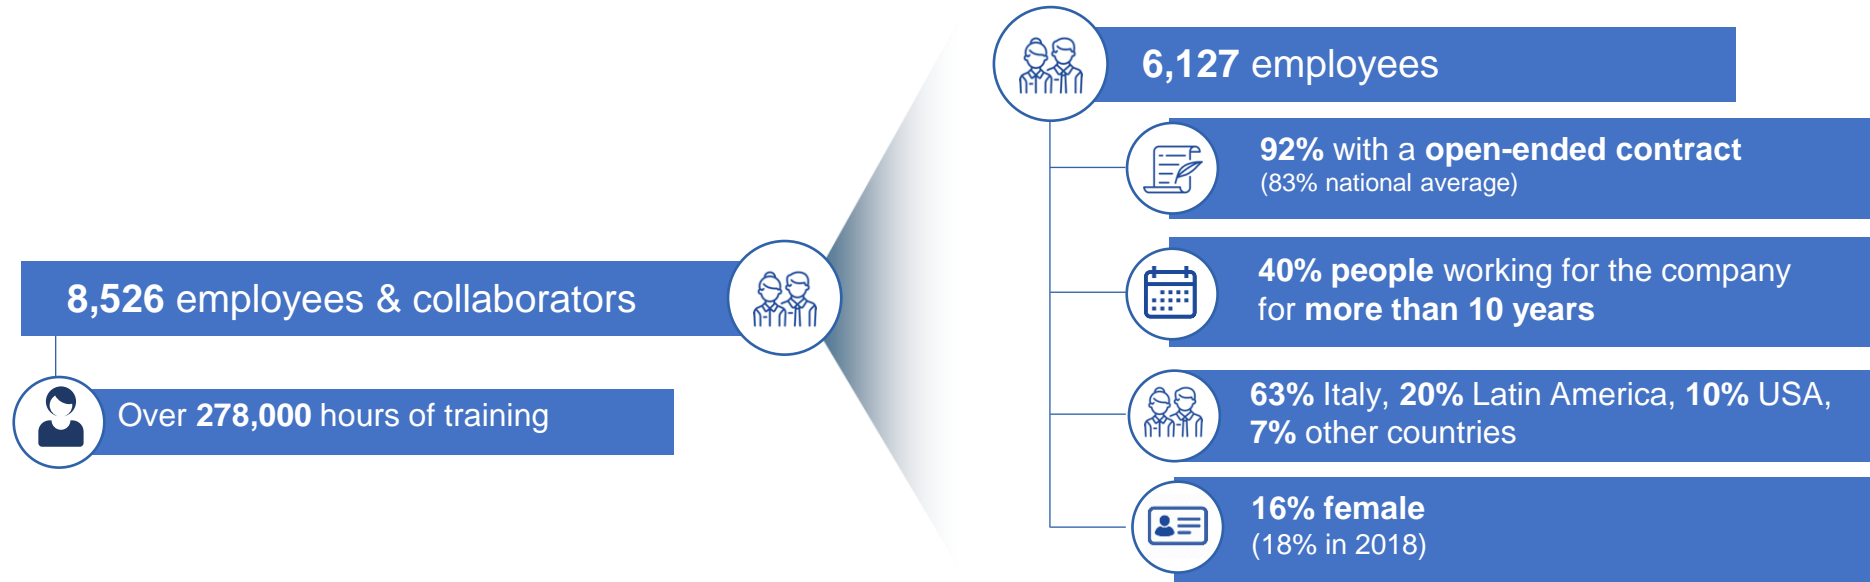 8,526 employees & collaborators
Over 278,000 hours of training
6,127 employees
92% with a open-ended contract
(83% national average)
40% people working for the company
for more than 10 years
63% Italy, 20% Latin America, 10% USA,
7% other countries
16% female
(18% in 2018)